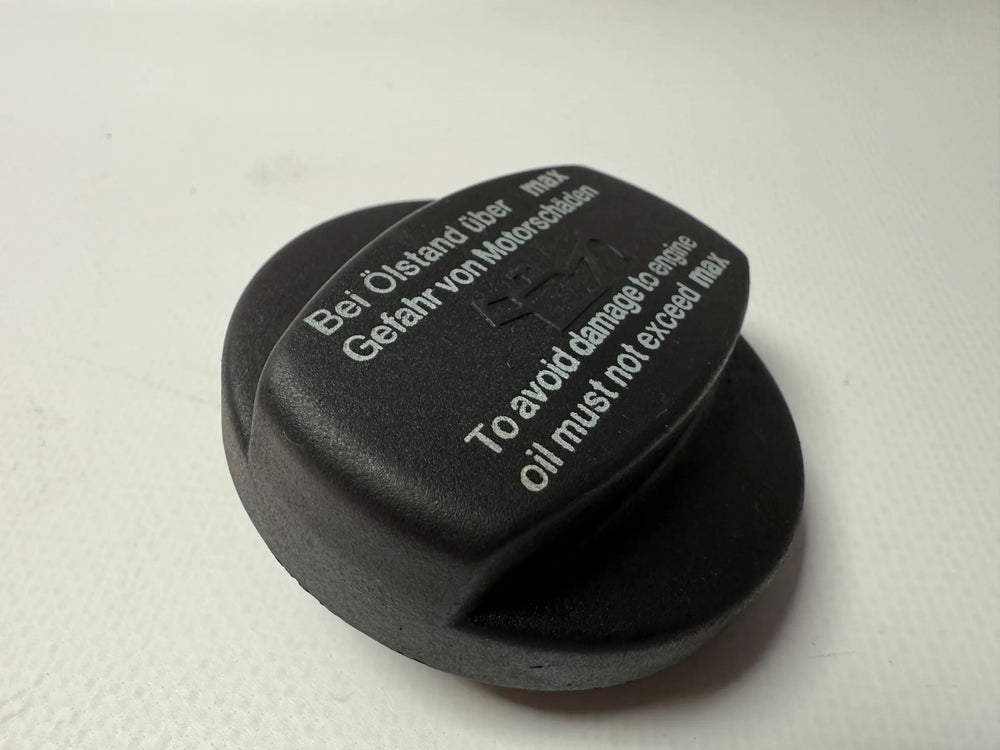 Bei Ölstand über max
Gefahr von Motorschäden
To avoid damage to engine
oil must not exceed max